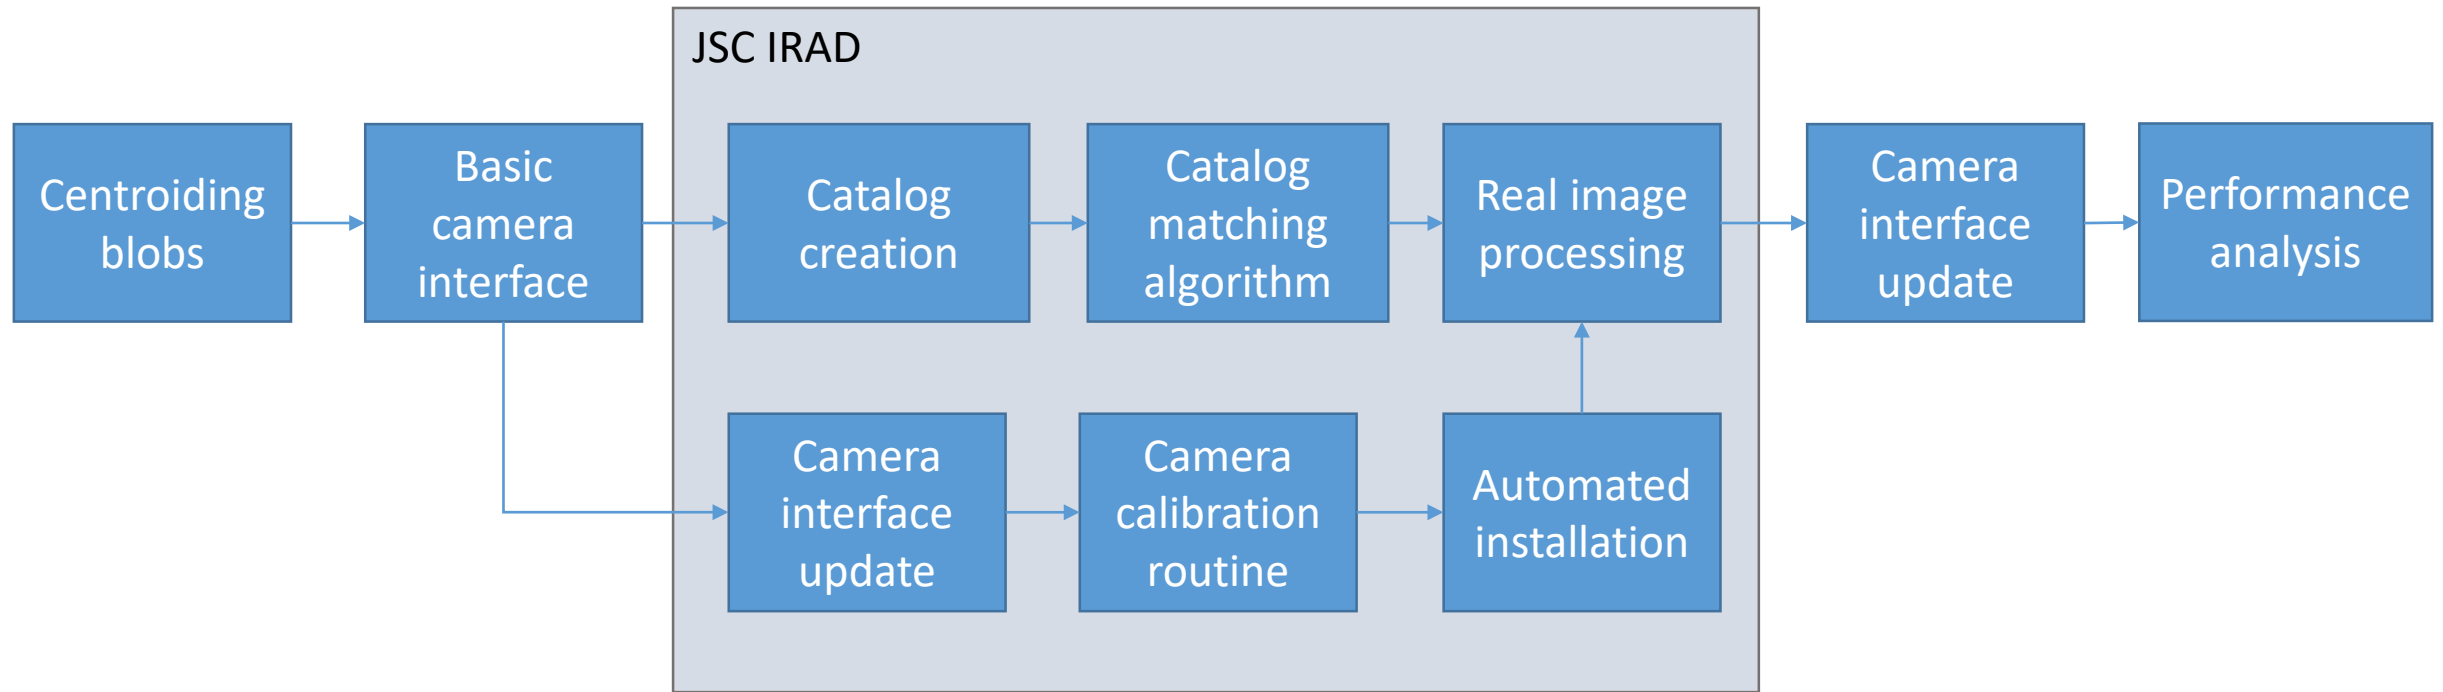 JSC IRAD
Centroiding
blobs
Basic
camera
interface
Catalog
creation
Catalog
matching
algorithm
Real image
processing
Camera
interface
update
Performance
analysis
Camera
interface
update
Camera
calibration
routine
Automated
installation